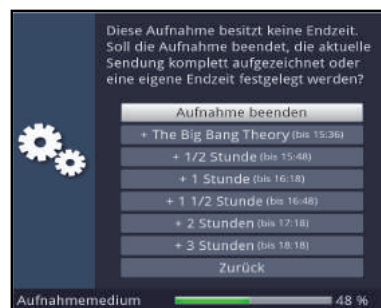 Diese Aufnahme besitzt keine Endzeit.
Soll die Aufnahme beendet, die aktuelle
Sendung komplett aufgezeichnet oder
eine eigene Endzeit festgelegt werden?
Aufnahme beenden
+ The Big Bang Theory (bis 15:36)
+ 1/2 Stunde (bis 15:48)
+ 1 Stunde (bis 16:18)
+ 1 1/2 Stunde (bis 16:48)
+ 2 Stunden (bis 17:18)
+ 3 Stunden (bis 18:18)
Zurück
Aufnahmemedium 48 %